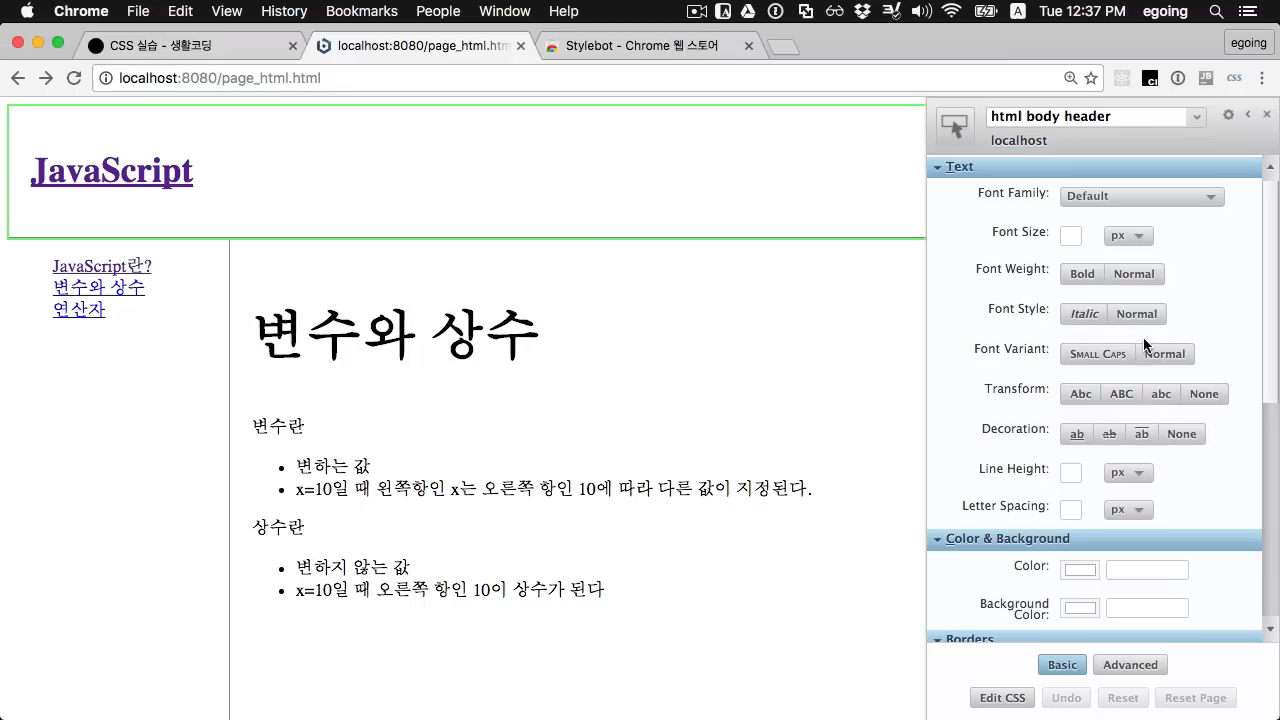 Chrome File Edit View History Bookmarks People Window Help Tue 12:37 PM egoing
CSS 실습 - 생활코딩 localhost:8080/page_html.htm Stylebot - Chrome 웹 스토어 egoing
localhost:8080/page_html.html css
JavaScript
JavaScript란?
변수와 상수
연산자
변수와 상수
변수란
변하는 값
x=10일 때 왼쪽항인 x는 오른쪽 항인 10에 따라 다른 값이 지정된다.
상수란
변하지 않는 값
x=10일 때 오른쪽 항인 10이 상수가 된다
html body header
localhost
Text
Font Family: Default
Font Size: px
Font Weight: Bold Normal
Font Style: Italic Normal
Font Variant: Small Caps Normal
Transform: Abc ABC abc None
Decoration: ab ab ab None
Line Height: px
Letter Spacing: px
Color & Background
Color:
Background
Color:
Borders
Basic Advanced
Edit CSS Undo Reset Reset Page